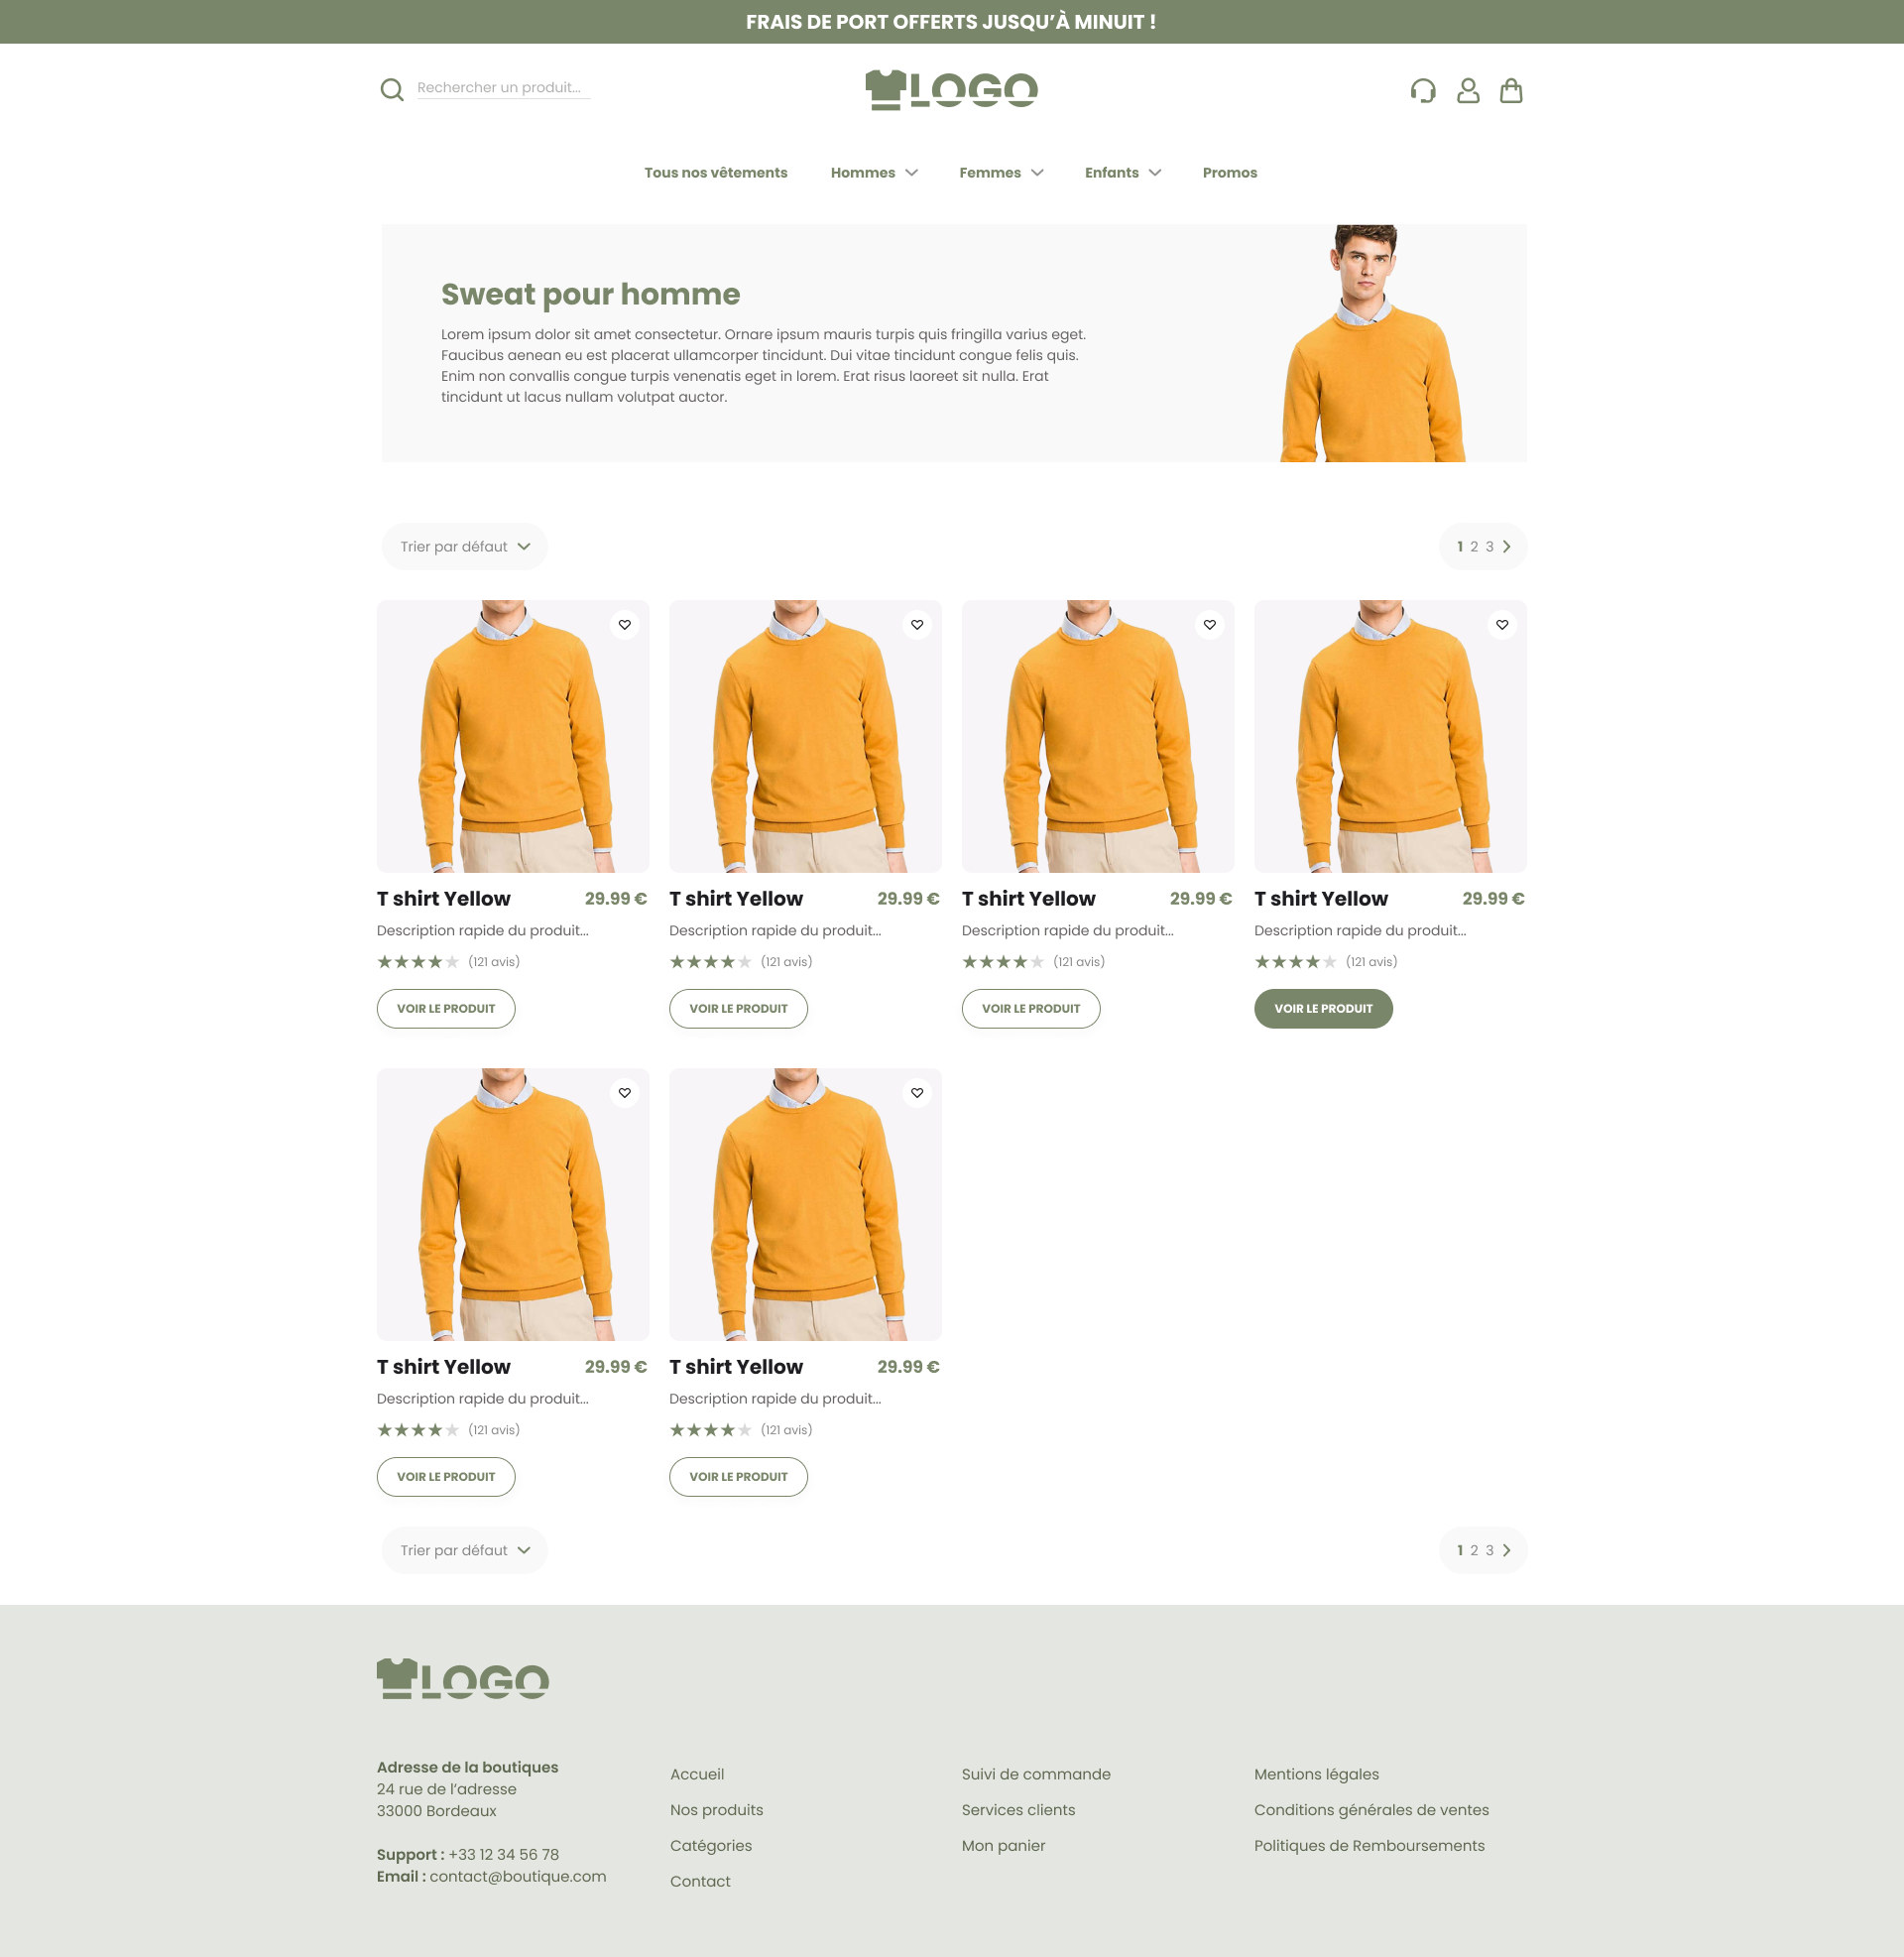 FRAIS DE PORT OFFERTS JUSQU’À MINUIT !
Rechercher un produit...
LOGO
Tous nos vêtements Hommes Femmes Enfants Promos
Sweat pour homme
Lorem ipsum dolor sit amet consectetur. Ornare ipsum mauris turpis quis fringilla varius eget.
Faucibus aenean eu est placerat ullamcorper tincidunt. Dui vitae tincidunt congue felis quis.
Enim non convallis congue turpis venenatis eget in lorem. Erat risus laoreet sit nulla. Erat
tincidunt ut lacus nullam volutpat auctor.
Trier par défaut
1 2 3
T shirt Yellow 29.99 €
Description rapide du produit...
(121 avis)
VOIR LE PRODUIT
T shirt Yellow 29.99 €
Description rapide du produit...
(121 avis)
VOIR LE PRODUIT
T shirt Yellow 29.99 €
Description rapide du produit...
(121 avis)
VOIR LE PRODUIT
T shirt Yellow 29.99 €
Description rapide du produit...
(121 avis)
VOIR LE PRODUIT
T shirt Yellow 29.99 €
Description rapide du produit...
(121 avis)
VOIR LE PRODUIT
T shirt Yellow 29.99 €
Description rapide du produit...
(121 avis)
VOIR LE PRODUIT
Trier par défaut
1 2 3
LOGO
Adresse de la boutiques
24 rue de l’adresse
33000 Bordeaux
Support : +33 12 34 56 78
Email : contact@boutique.com
Accueil
Nos produits
Catégories
Contact
Suivi de commande
Services clients
Mon panier
Mentions légales
Conditions générales de ventes
Politiques de Remboursements